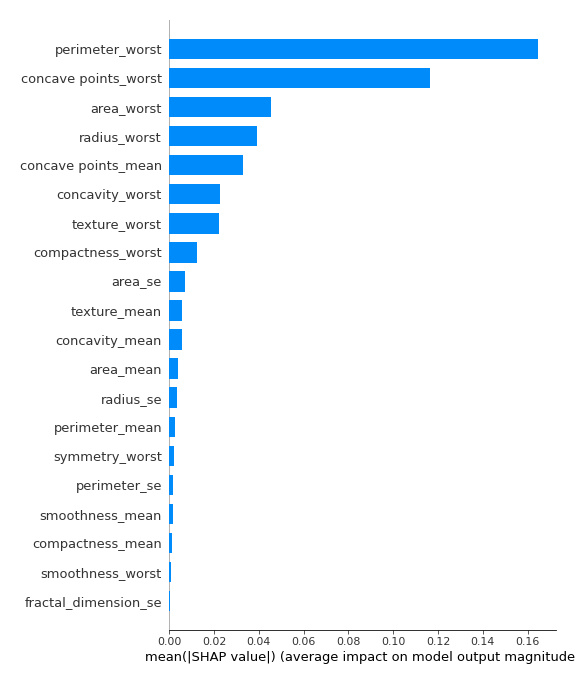 perimeter_worst
concave points_worst
area_worst
radius_worst
concave points_mean
concavity_worst
texture_worst
compactness_worst
area_se
texture_mean
concavity_mean
area_mean
radius_se
perimeter_mean
symmetry_worst
perimeter_se
smoothness_mean
compactness_mean
smoothness_worst
fractal_dimension_se
0.00 0.02 0.04 0.06 0.08 0.10 0.12 0.14 0.16
mean(|SHAP value|) (average impact on model output magnitude